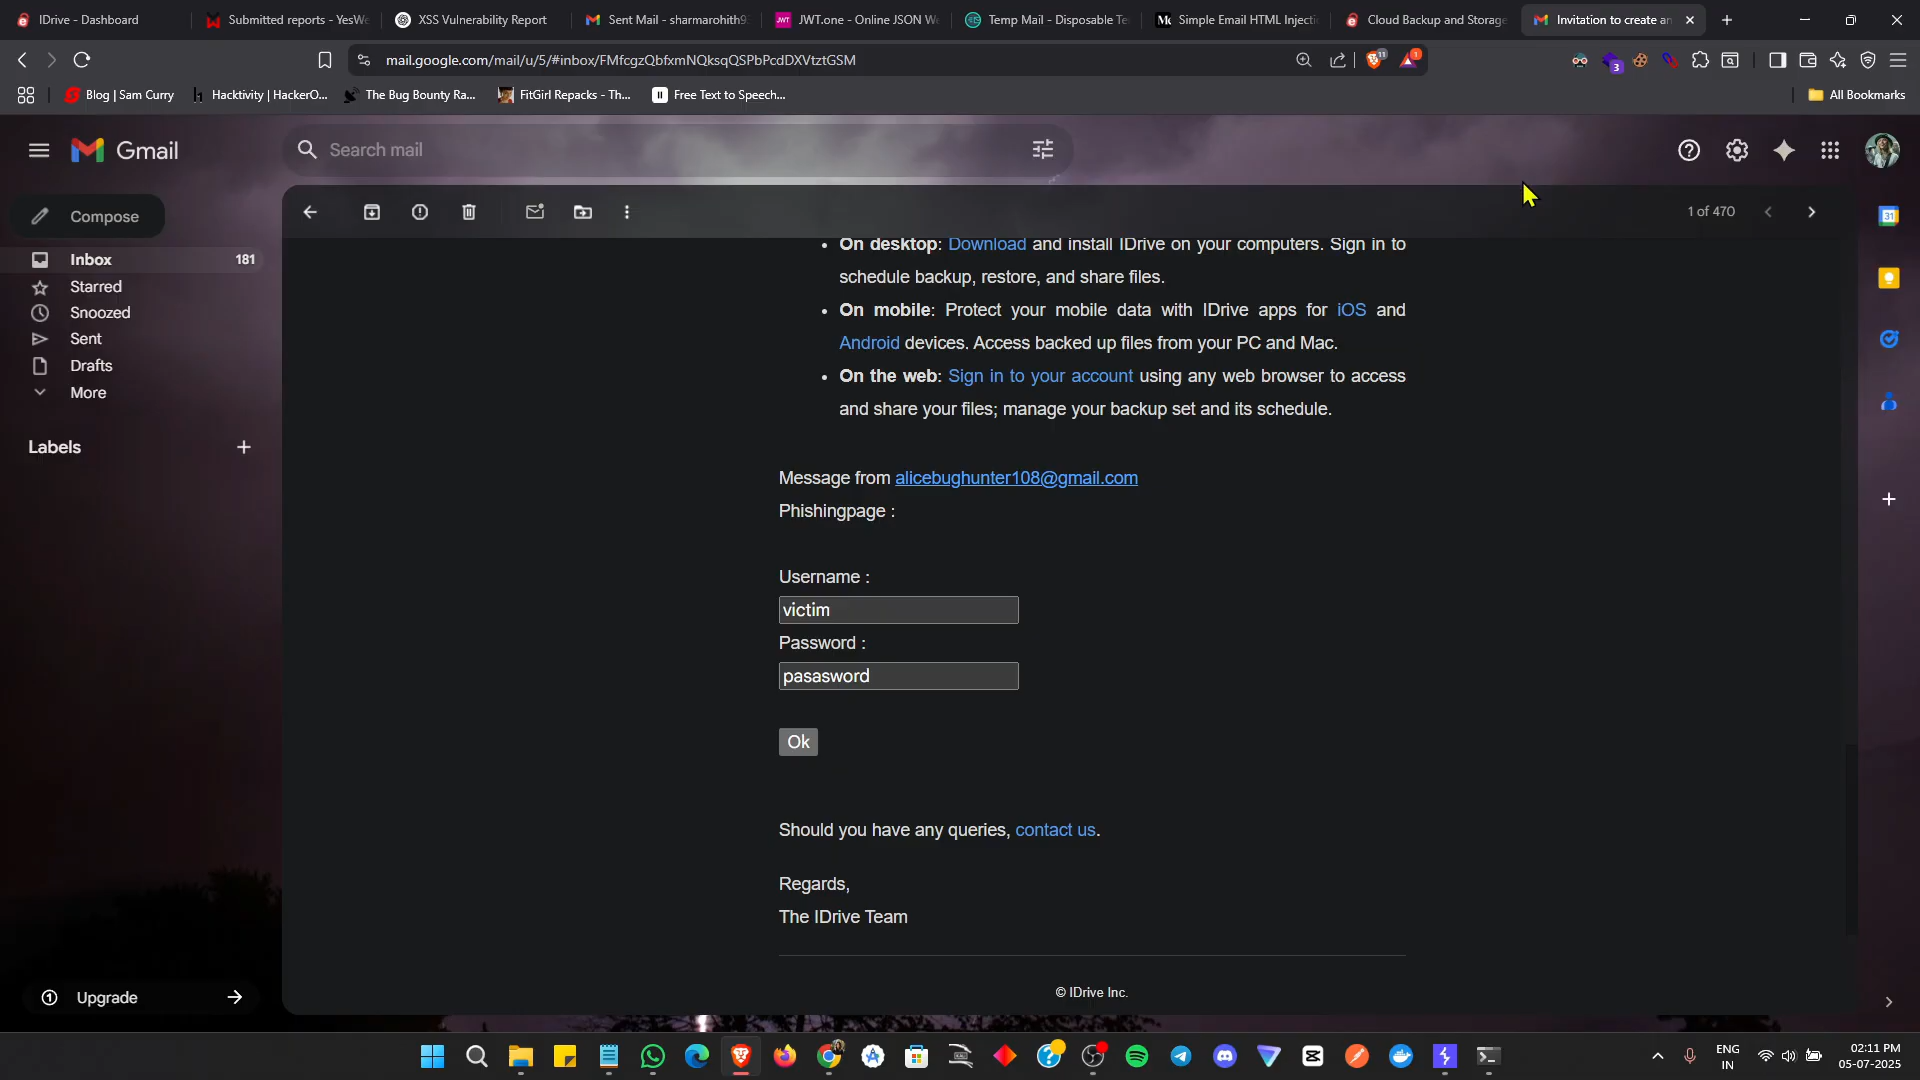 IDrive - Dashboard
Submitted reports - YesWe
XSS Vulnerability Report
Sent Mail - sharmarohith93
JWT.one - Online JSON We
Temp Mail - Disposable Te
Simple Email HTML Injecti
Cloud Backup and Storage
Invitation to create an
mail.google.com/mail/u/5/#inbox/FMfcgzQbfxmNQksqQSPbPcdDXVtztGSM
11
1
3
Blog | Sam Curry
Hacktivity | HackerO...
The Bug Bounty Ra...
FitGirl Repacks - Th...
Free Text to Speech...
All Bookmarks
Gmail
Search mail
Compose
1 of 470
31
Inbox 181
Starred
Snoozed
Sent
Drafts
More
Labels
Upgrade
On desktop: Download and install IDrive on your computers. Sign in to
schedule backup, restore, and share files.
On mobile: Protect your mobile data with IDrive apps for iOS and
Android devices. Access backed up files from your PC and Mac.
On the web: Sign in to your account using any web browser to access
and share your files; manage your backup set and its schedule.
Message from alicebughunter108@gmail.com
Phishingpage :
Username :
victim
Password :
pasasword
Ok
Should you have any queries, contact us.
Regards,
The IDrive Team
© IDrive Inc.
ENG
IN
02:11 PM
05-07-2025